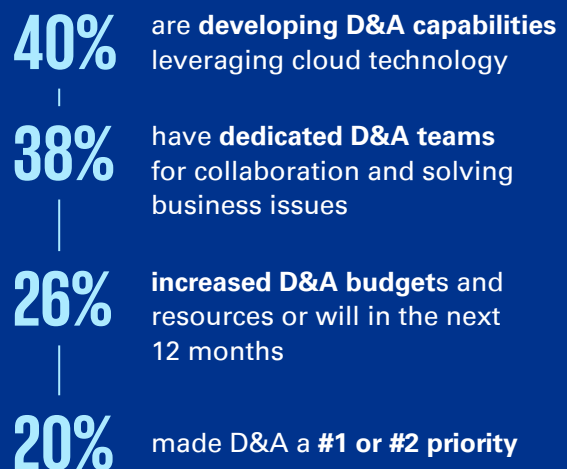 40%
are developing D&A capabilities
leveraging cloud technology
38%
have dedicated D&A teams
for collaboration and solving
business issues
26%
increased D&A budgets and
resources or will in the next
12 months
20%
made D&A a #1 or #2 priority